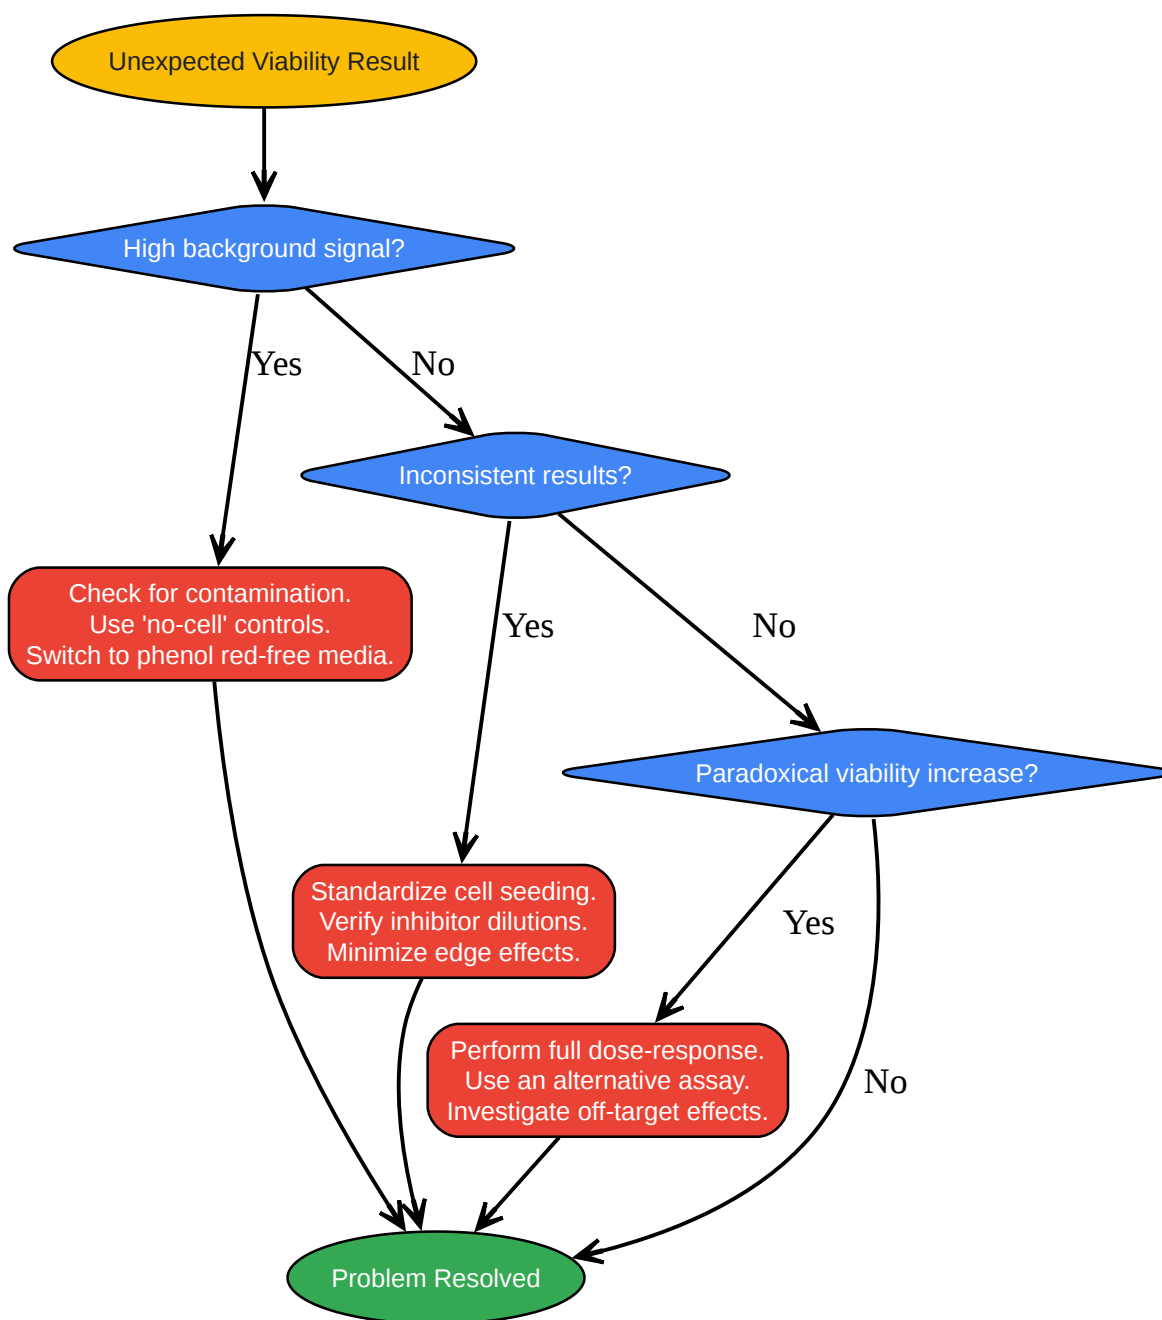 Unexpected Viability Result
High background signal?
Yes
No
Inconsistent results?
Check for contamination.
Use 'no-cell' controls.
Switch to phenol red-free media.
Yes
No
Paradoxical viability increase?
Standardize cell seeding.
Verify inhibitor dilutions.
Minimize edge effects.
Yes
Perform full dose-response.
Use an alternative assay.
Investigate off-target effects.
No
Problem Resolved